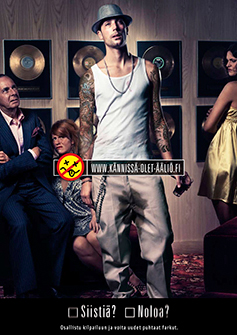 WWW.KÄNNISSÄ-OLET-ÄÄLIÖ.FI
☐ Siistiä? ☐ Noloa?
Osallistu kilpailuun ja voita uudet puhtaat farkut.